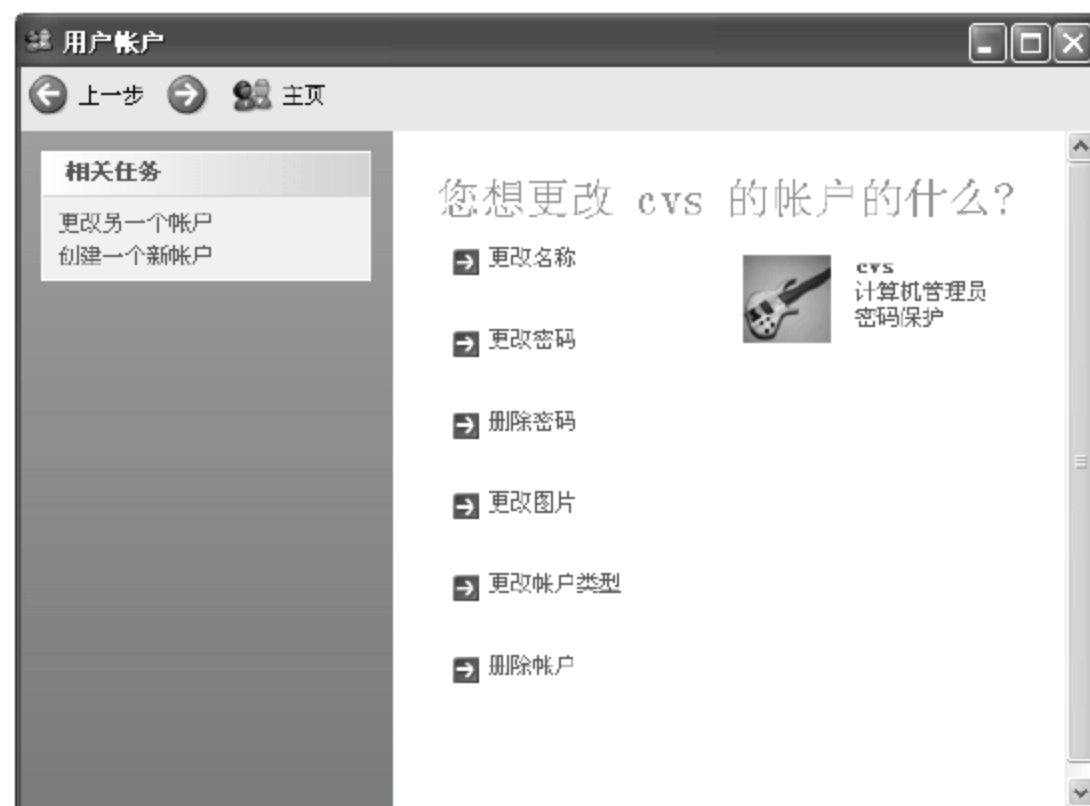 用户帐户
上一步 主页
相关任务
更改另一个帐户
创建一个新帐户
您想更改 cvs 的帐户的什么?
更改名称
更改密码
删除密码
更改图片
更改帐户类型
删除帐户
cvs
计算机管理员
密码保护